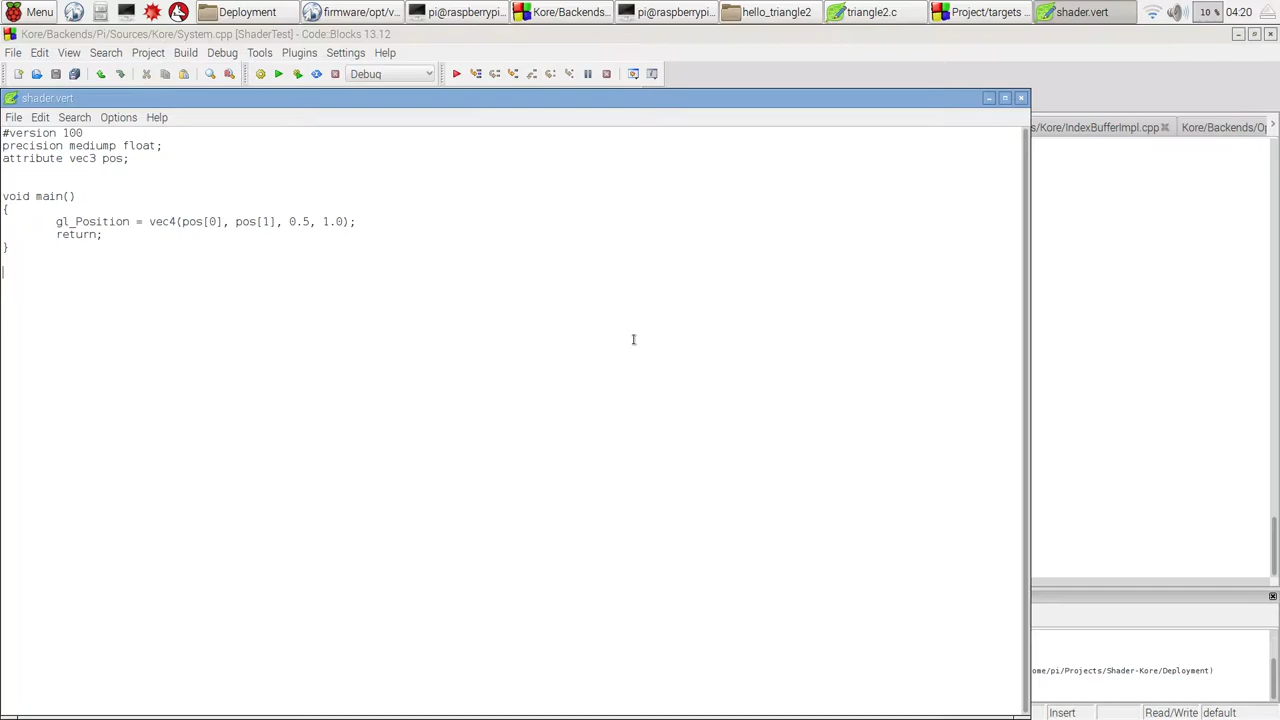 Menu Deployment firmware/opt/v... pi@raspberrypi... Kore/Backends... pi@raspberrypi... hello_triangle2 triangle2.c Project/targets ... shader.vert 10 % 04:20
Kore/Backends/Pi/Sources/Kore/System.cpp [ShaderTest] - Code::Blocks 13.12
File Edit View Search Project Build Debug Tools Plugins Settings Help
Debug
shader.vert
File Edit Search Options Help
s/Kore/IndexBufferImpl.cpp Kore/Backends/Op
#version 100
precision mediump float;
attribute vec3 pos;
void main()
{
gl_Position = vec4(pos[0], pos[1], 0.5, 1.0);
return;
}
ome/pi/Projects/Shader-Kore/Deployment)
Insert Read/Write default